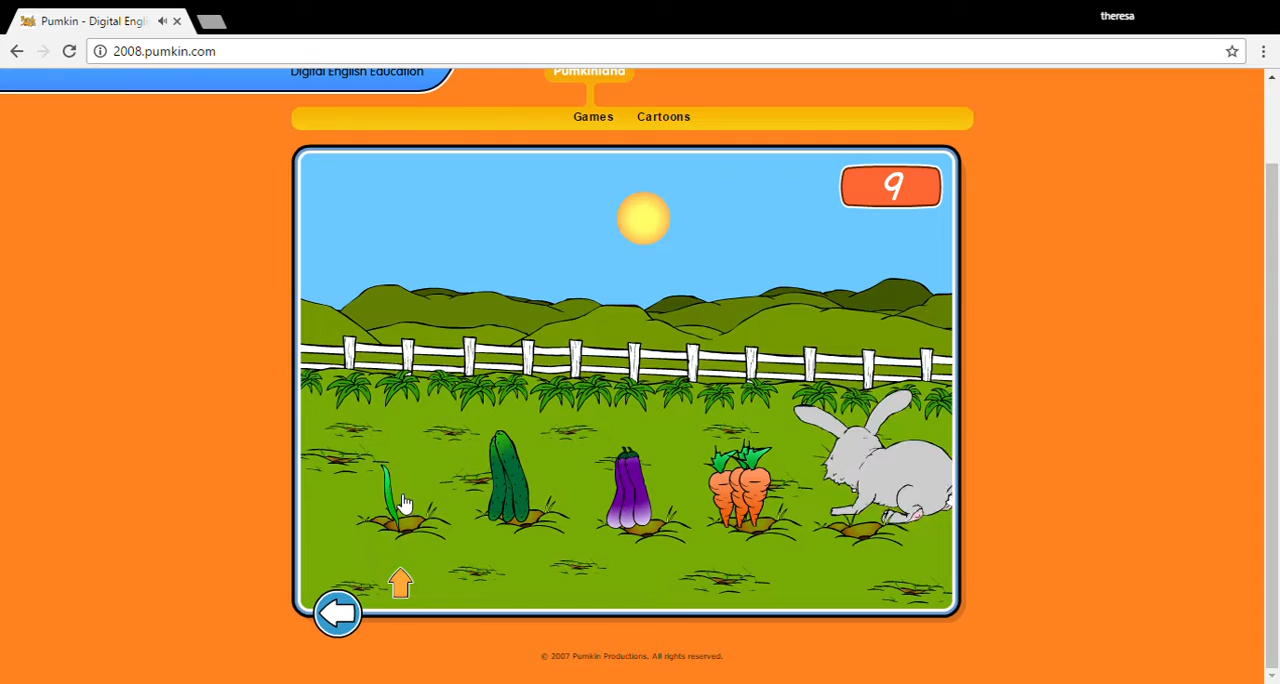 theresa
Pumkin - Digital Engli
2008.pumkin.com
Digital English Education
Pumkinland
Games Cartoons
9
© 2007 Pumkin Productions. All rights reserved.